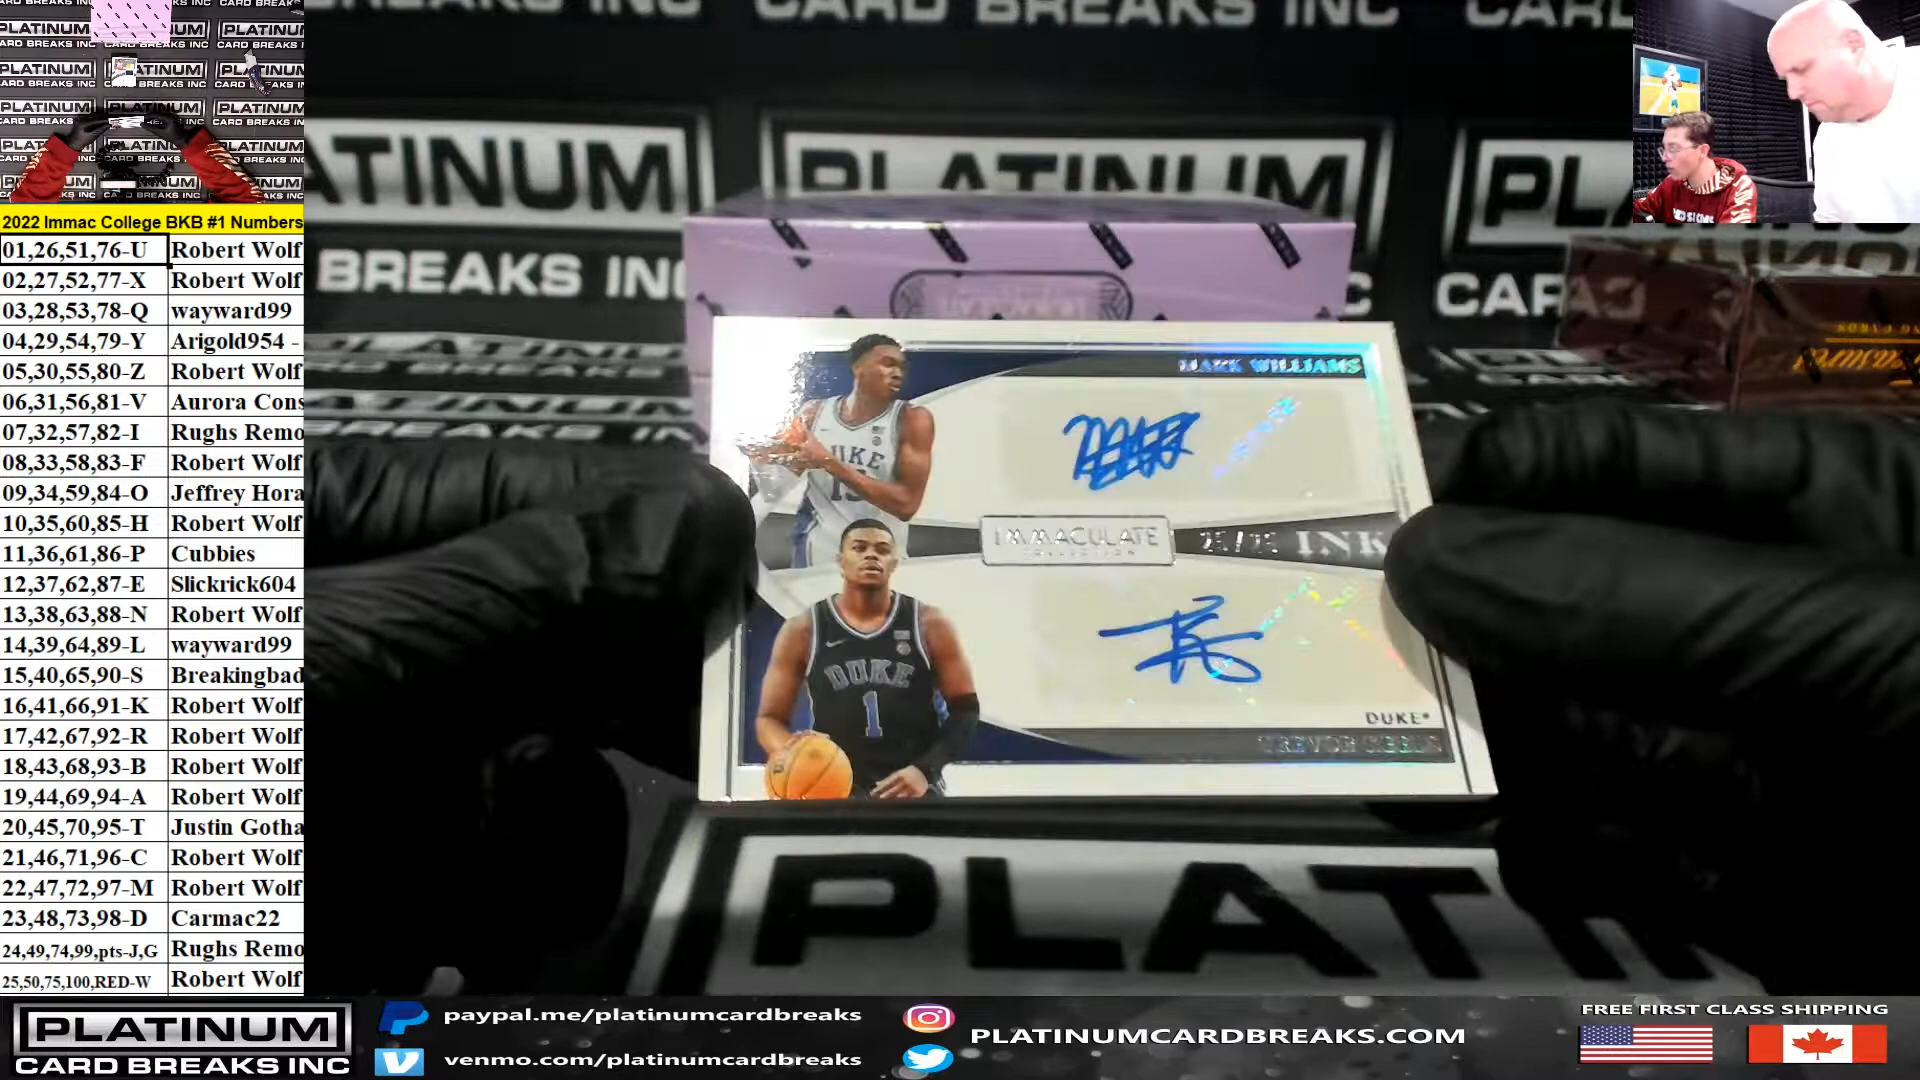 2022 Immac College BKB #1 Numbers
01,26,51,76-U Robert Wolf
02,27,52,77-X Robert Wolf
03,28,53,78-Q wayward99
04,29,54,79-Y Arigold954 -
05,30,55,80-Z Robert Wolf
06,31,56,81-V Aurora Cons
07,32,57,82-I Rughs Remo
08,33,58,83-F Robert Wolf
09,34,59,84-O Jeffrey Hora
10,35,60,85-H Robert Wolf
11,36,61,86-P Cubbies
12,37,62,87-E Slickrick604
13,38,63,88-N Robert Wolf
14,39,64,89-L wayward99
15,40,65,90-S Breakingbad
16,41,66,91-K Robert Wolf
17,42,67,92-R Robert Wolf
18,43,68,93-B Robert Wolf
19,44,69,94-A Robert Wolf
20,45,70,95-T Justin Gotha
21,46,71,96-C Robert Wolf
22,47,72,97-M Robert Wolf
23,48,73,98-D Carmac22
24,49,74,99,pts-J,G Rughs Remo
25,50,75,100,RED-W Robert Wolf
CARD BREAKS INC
PLATINUM
BREAKS INC
MARK WILLIAMS
DUKE
IMMACULATE
COLLECTION
INK
DUKE
1
DUKE
TREVOR KEELS
PLATIN
PLATINUM
CARD BREAKS INC
paypal.me/platinumcardbreaks
venmo.com/platinumcardbreaks
PLATINUMCARDBREAKS.COM
FREE FIRST CLASS SHIPPING